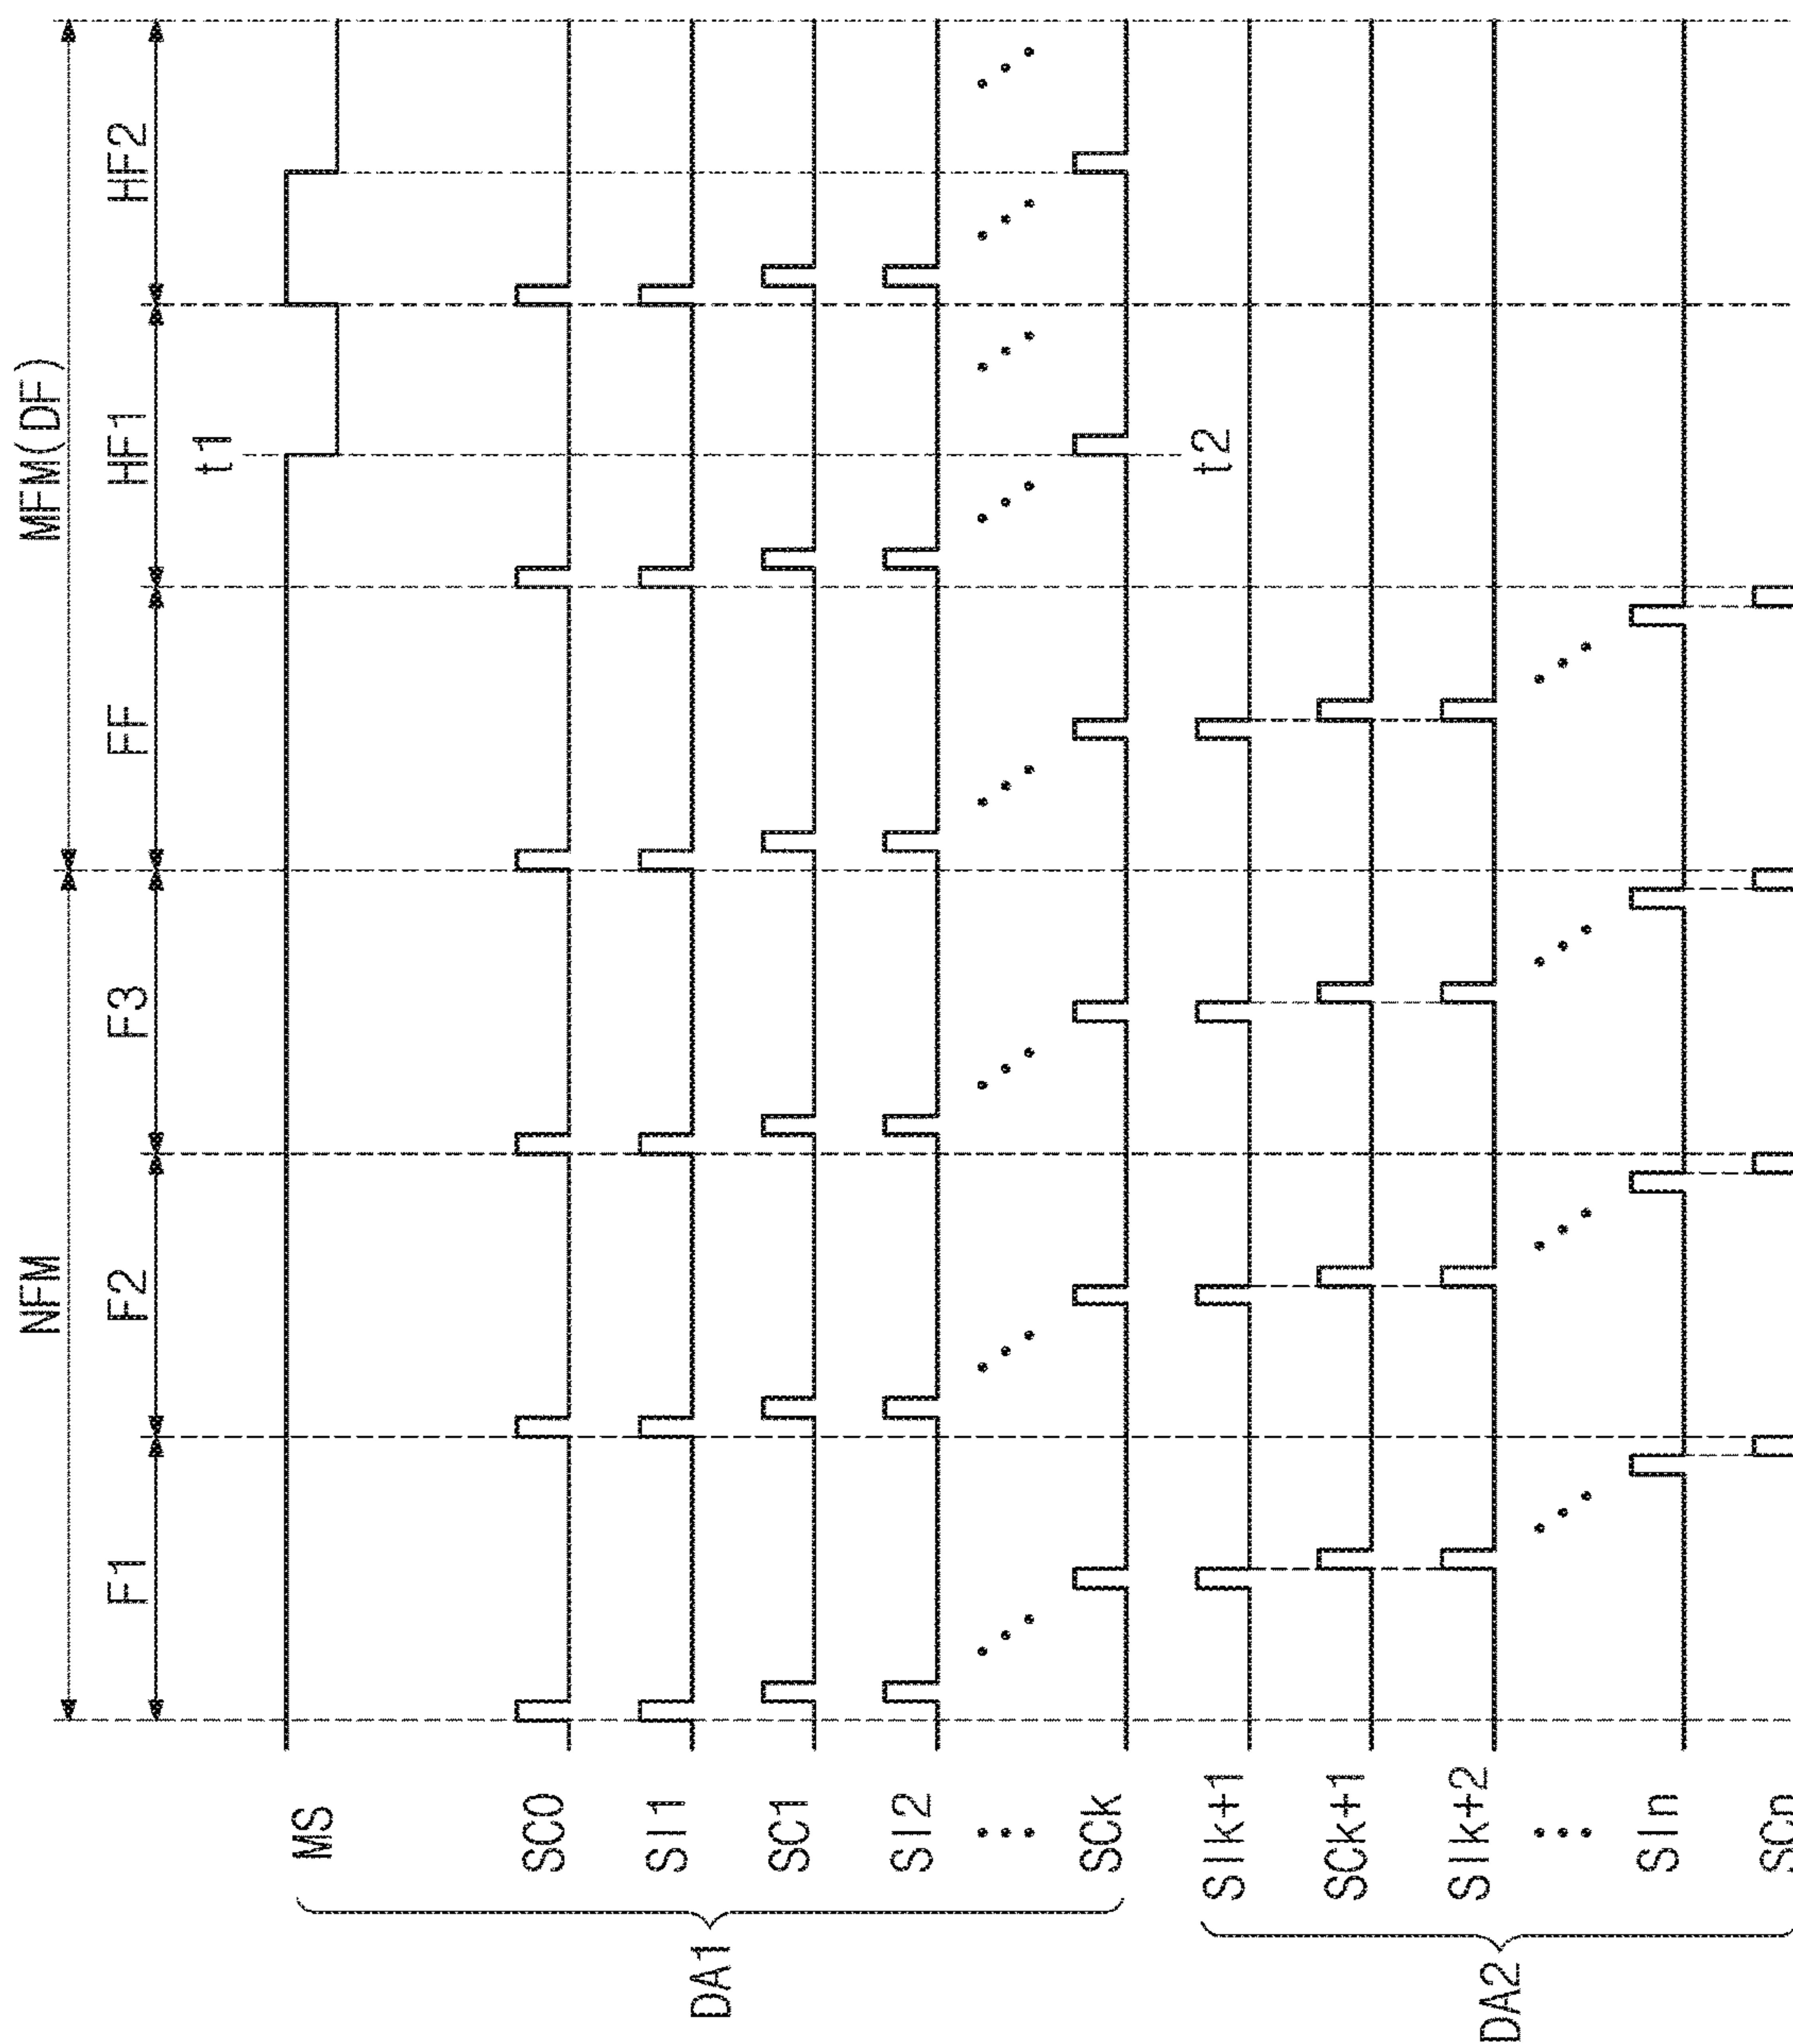 NFM MFM(DF)
F1 F2 F3 FF HF1 HF2
t1
MS
SC0
SI1
SC1
SI2
SCk
t2
SIk+1
SCk+1
SIk+2
SIn
SCn
DA1
DA2